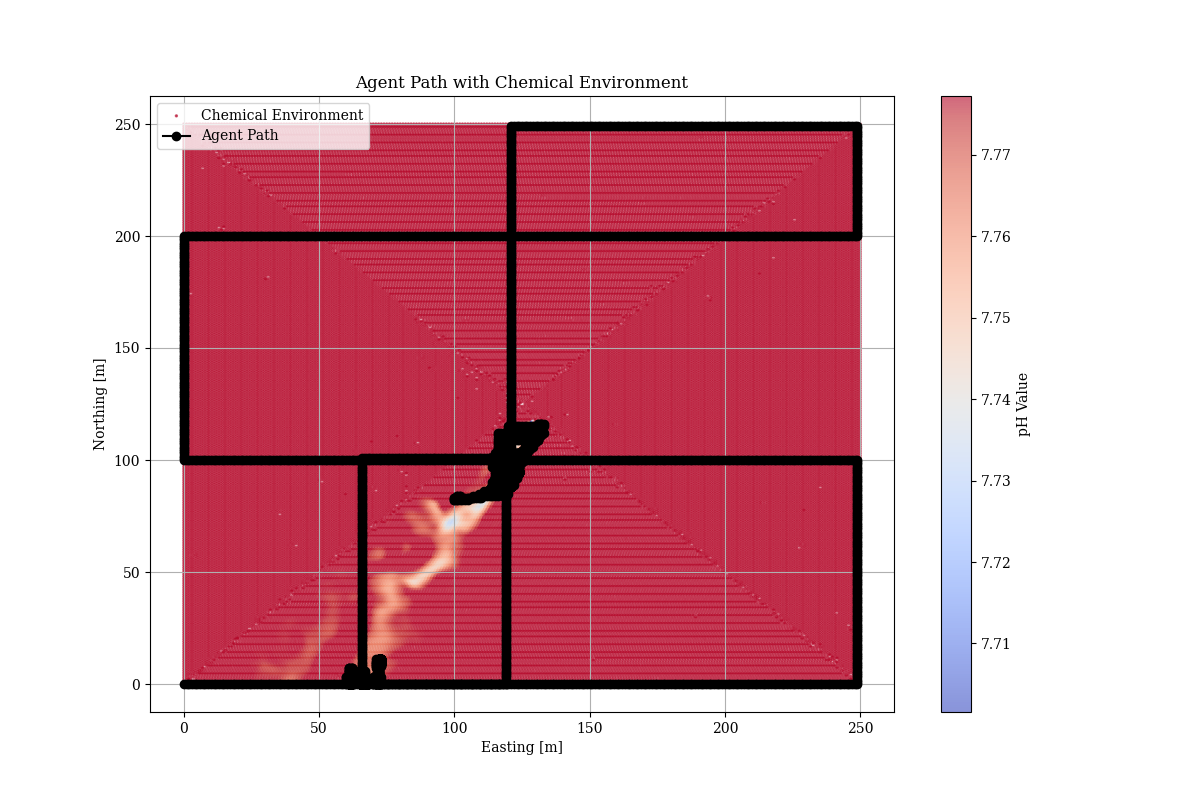 Agent Path with Chemical Environment
Chemical Environment
Agent Path
250
200
150
100
50
0
Northing [m]
0 50 100 150 200 250
Easting [m]
7.77
7.76
7.75
7.74
7.73
7.72
7.71
pH Value